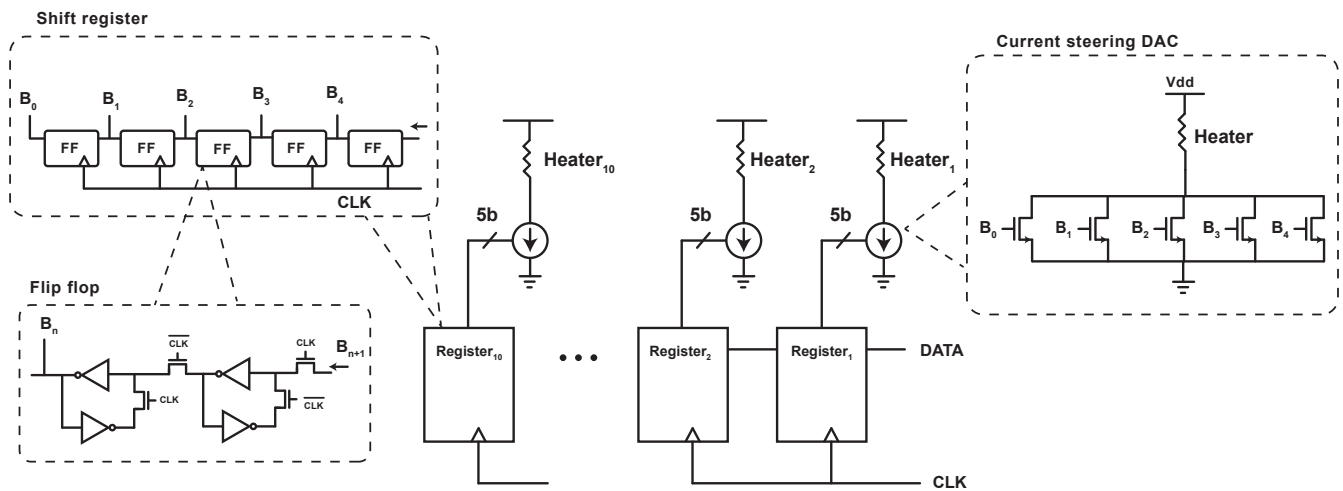 Shift register
B0 B1 B2 B3 B4
FF FF FF FF FF
CLK
Flip flop
Bn CLK CLK Bn+1
CLK CLK
Heater10 Heater2 Heater1
5b 5b 5b
Register10 ... Register2 Register1 DATA
CLK
Current steering DAC
Vdd
Heater
B0 B1 B2 B3 B4